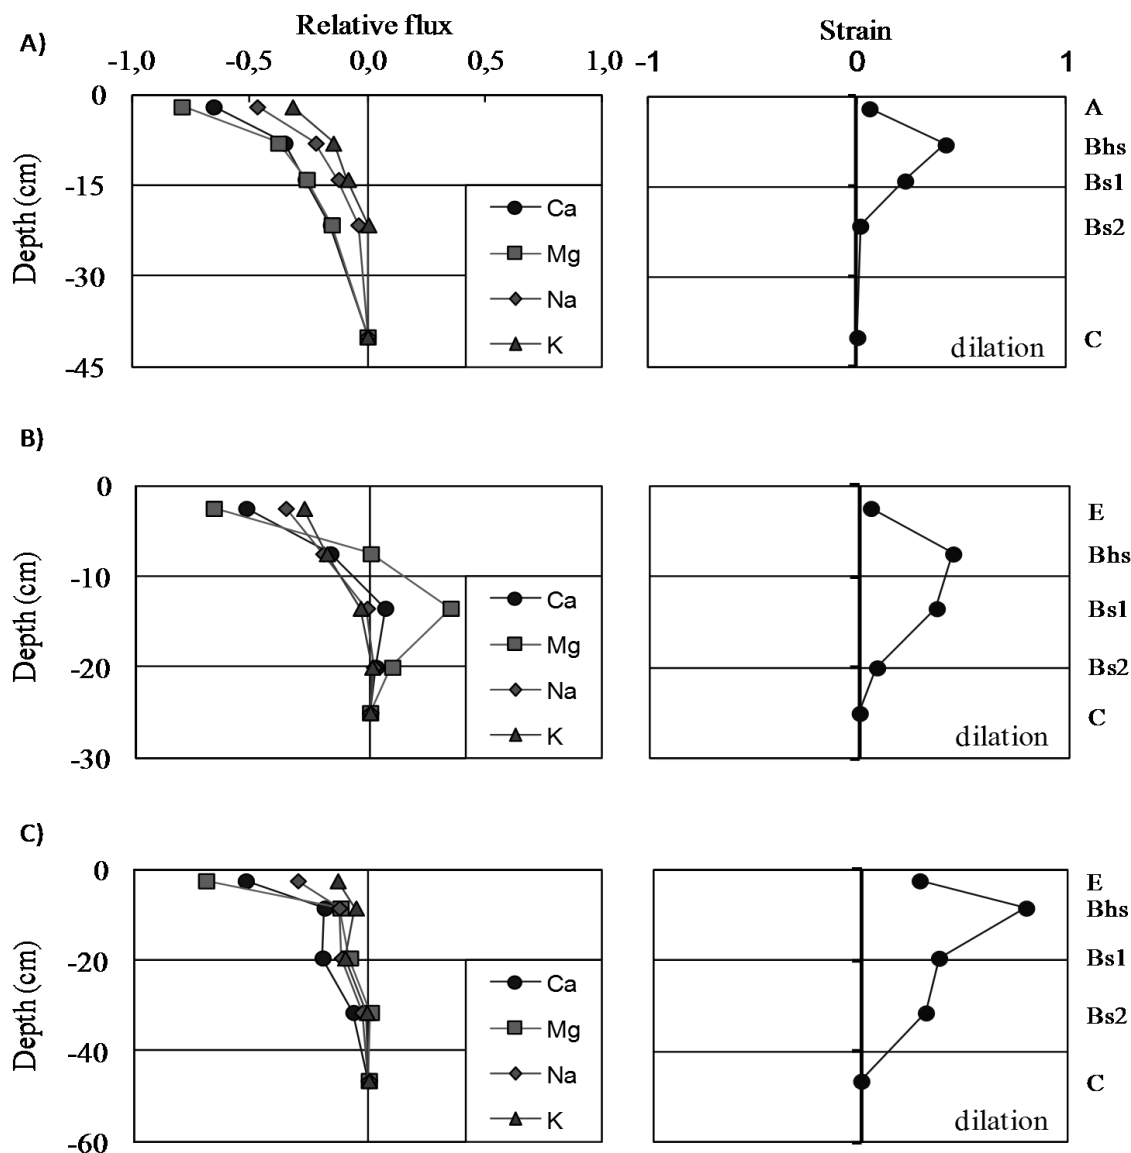 A)
Relative flux
Strain
-1,0 -0,5 0,0 0,5 1,0
-1 0 1
Depth (cm)
0
-15
-30
-45
Ca
Mg
Na
K
dilation
A
Bhs
Bs1
Bs2
C
B)
Depth (cm)
0
-10
-20
-30
Ca
Mg
Na
K
dilation
E
Bhs
Bs1
Bs2
C
C)
Depth (cm)
0
-20
-40
-60
Ca
Mg
Na
K
dilation
E
Bhs
Bs1
Bs2
C